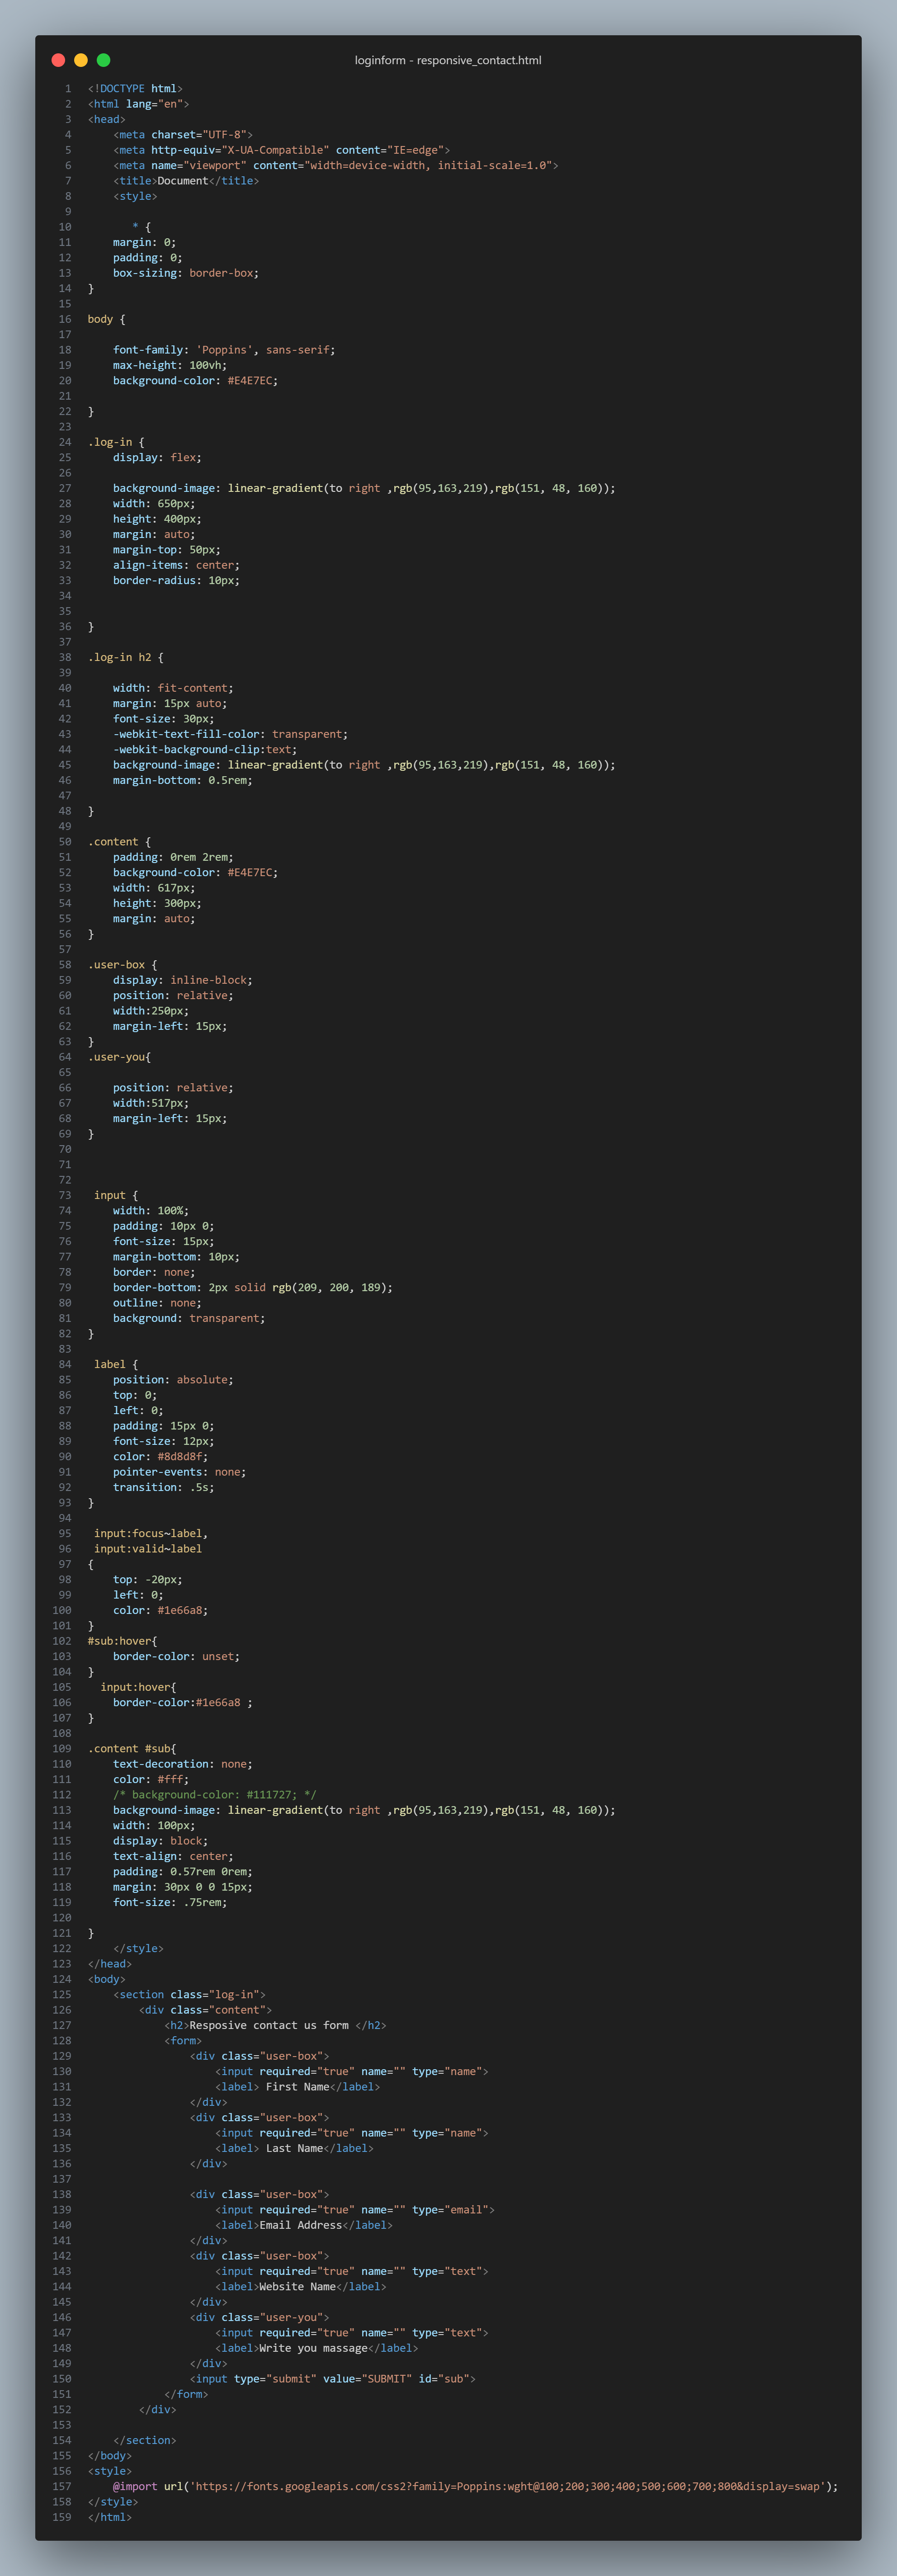 loginform - responsive_contact.html
1 <!DOCTYPE html>
2 <html lang="en">
3 <head>
4     <meta charset="UTF-8">
5     <meta http-equiv="X-UA-Compatible" content="IE=edge">
6     <meta name="viewport" content="width=device-width, initial-scale=1.0">
7     <title>Document</title>
8     <style>
9
10        * {
11     margin: 0;
12     padding: 0;
13     box-sizing: border-box;
14 }
15
16 body {
17
18     font-family: 'Poppins', sans-serif;
19     max-height: 100vh;
20     background-color: #E4E7EC;
21
22 }
23
24 .log-in {
25     display: flex;
26
27     background-image: linear-gradient(to right ,rgb(95,163,219),rgb(151, 48, 160));
28     width: 650px;
29     height: 400px;
30     margin: auto;
31     margin-top: 50px;
32     align-items: center;
33     border-radius: 10px;
34
35
36 }
37
38 .log-in h2 {
39
40     width: fit-content;
41     margin: 15px auto;
42     font-size: 30px;
43     -webkit-text-fill-color: transparent;
44     -webkit-background-clip:text;
45     background-image: linear-gradient(to right ,rgb(95,163,219),rgb(151, 48, 160));
46     margin-bottom: 0.5rem;
47
48 }
49
50 .content {
51     padding: 0rem 2rem;
52     background-color: #E4E7EC;
53     width: 617px;
54     height: 300px;
55     margin: auto;
56 }
57
58 .user-box {
59     display: inline-block;
60     position: relative;
61     width:250px;
62     margin-left: 15px;
63 }
64 .user-you{
65
66     position: relative;
67     width:517px;
68     margin-left: 15px;
69 }
70
71
72
73  input {
74     width: 100%;
75     padding: 10px 0;
76     font-size: 15px;
77     margin-bottom: 10px;
78     border: none;
79     border-bottom: 2px solid rgb(209, 200, 189);
80     outline: none;
81     background: transparent;
82 }
83
84  label {
85     position: absolute;
86     top: 0;
87     left: 0;
88     padding: 15px 0;
89     font-size: 12px;
90     color: #8d8d8f;
91     pointer-events: none;
92     transition: .5s;
93 }
94
95  input:focus~label,
96  input:valid~label
97 {
98     top: -20px;
99     left: 0;
100     color: #1e66a8;
101 }
102 #sub:hover{
103     border-color: unset;
104 }
105   input:hover{
106     border-color:#1e66a8 ;
107 }
108
109 .content #sub{
110     text-decoration: none;
111     color: #fff;
112     /* background-color: #111727; */
113     background-image: linear-gradient(to right ,rgb(95,163,219),rgb(151, 48, 160));
114     width: 100px;
115     display: block;
116     text-align: center;
117     padding: 0.57rem 0rem;
118     margin: 30px 0 0 15px;
119     font-size: .75rem;
120
121 }
122     </style>
123 </head>
124 <body>
125     <section class="log-in">
126         <div class="content">
127             <h2>Resposive contact us form </h2>
128             <form>
129                 <div class="user-box">
130                     <input required="true" name="" type="name">
131                     <label> First Name</label>
132                 </div>
133                 <div class="user-box">
134                     <input required="true" name="" type="name">
135                     <label> Last Name</label>
136                 </div>
137
138                 <div class="user-box">
139                     <input required="true" name="" type="email">
140                     <label>Email Address</label>
141                 </div>
142                 <div class="user-box">
143                     <input required="true" name="" type="text">
144                     <label>Website Name</label>
145                 </div>
146                 <div class="user-you">
147                     <input required="true" name="" type="text">
148                     <label>Write you massage</label>
149                 </div>
150                 <input type="submit" value="SUBMIT" id="sub">
151             </form>
152         </div>
153
154     </section>
155 </body>
156 <style>
157     @import url('https://fonts.googleapis.com/css2?family=Poppins:wght@100;200;300;400;500;600;700;800&display=swap');
158 </style>
159 </html>